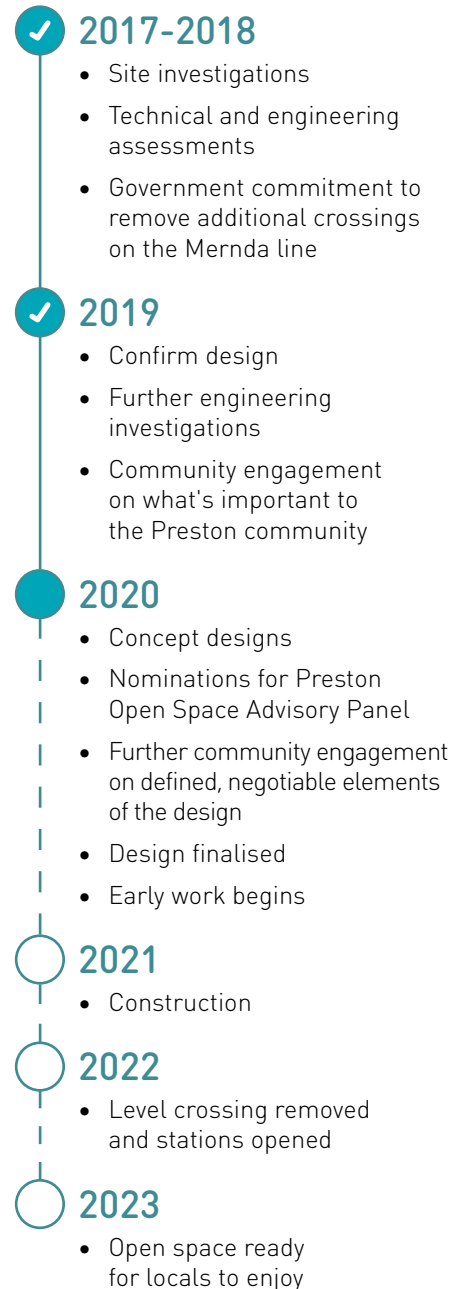 2017-2018
• Site investigations
• Technical and engineering
assessments
• Government commitment to
remove additional crossings
on the Mernda line
2019
• Confirm design
• Further engineering
investigations
• Community engagement
on what's important to
the Preston community
2020
• Concept designs
• Nominations for Preston
Open Space Advisory Panel
• Further community engagement
on defined, negotiable elements
of the design
• Design finalised
• Early work begins
2021
• Construction
2022
• Level crossing removed
and stations opened
2023
• Open space ready
for locals to enjoy